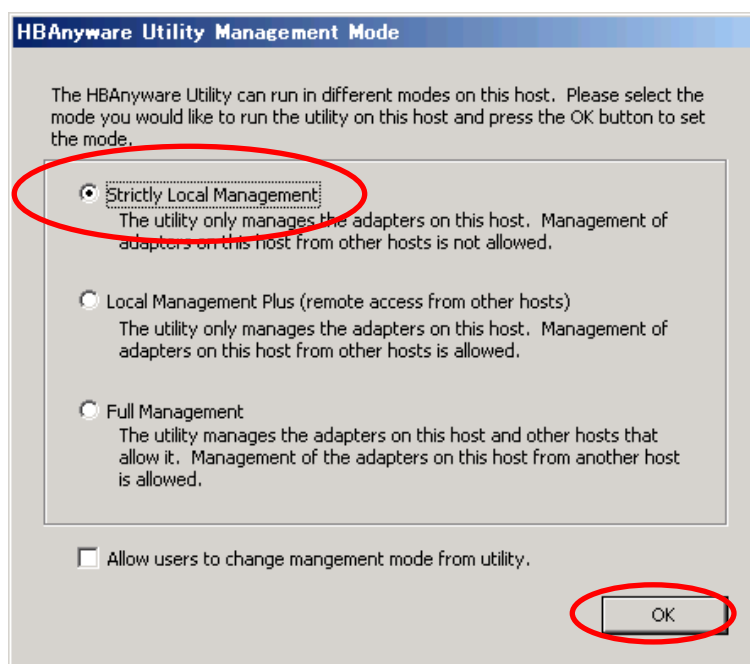 HBAnyware Utility Management Mode
The HBAnyware Utility can run in different modes on this host. Please select the
mode you would like to run the utility on this host and press the OK button to set
the mode.
Strictly Local Management
The utility only manages the adapters on this host. Management of
adapters on this host from other hosts is not allowed.
Local Management Plus (remote access from other hosts)
The utility only manages the adapters on this host. Management of
adapters on this host from other hosts is allowed.
Full Management
The utility manages the adapters on this host and other hosts that
allow it. Management of the adapters on this host from another host
is allowed.
Allow users to change mangement mode from utility.
OK